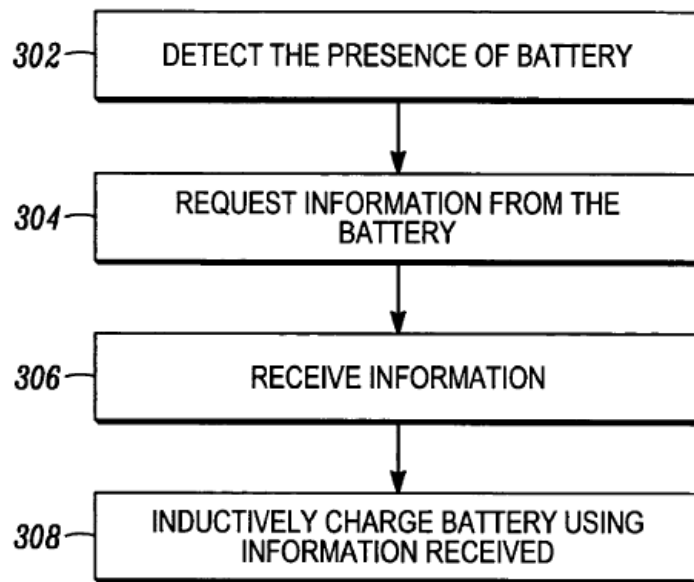 302
DETECT THE PRESENCE OF BATTERY
304
REQUEST INFORMATION FROM THE
BATTERY
306
RECEIVE INFORMATION
308
INDUCTIVELY CHARGE BATTERY USING
INFORMATION RECEIVED